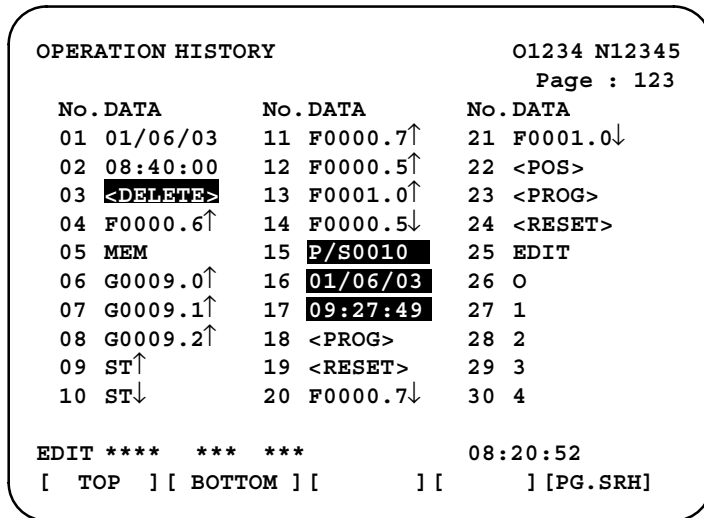 OPERATION HISTORY O1234 N12345
Page : 123
No. DATA No. DATA No. DATA
01 01/06/03 11 F0000.7↑ 21 F0001.0↓
02 08:40:00 12 F0000.5↑ 22 <POS>
03 <DELETE> 13 F0001.0↑ 23 <PROG>
04 F0000.6↑ 14 F0000.5↓ 24 <RESET>
05 MEM 15 P/S0010 25 EDIT
06 G0009.0↑ 16 01/06/03 26 O
07 G0009.1↑ 17 09:27:49 27 1
08 G0009.2↑ 18 <PROG> 28 2
09 ST↑ 19 <RESET> 29 3
10 ST↓ 20 F0000.7↓ 30 4
EDIT **** *** *** 08:20:52
[ TOP ][ BOTTOM ][ ][ ][PG.SRH]